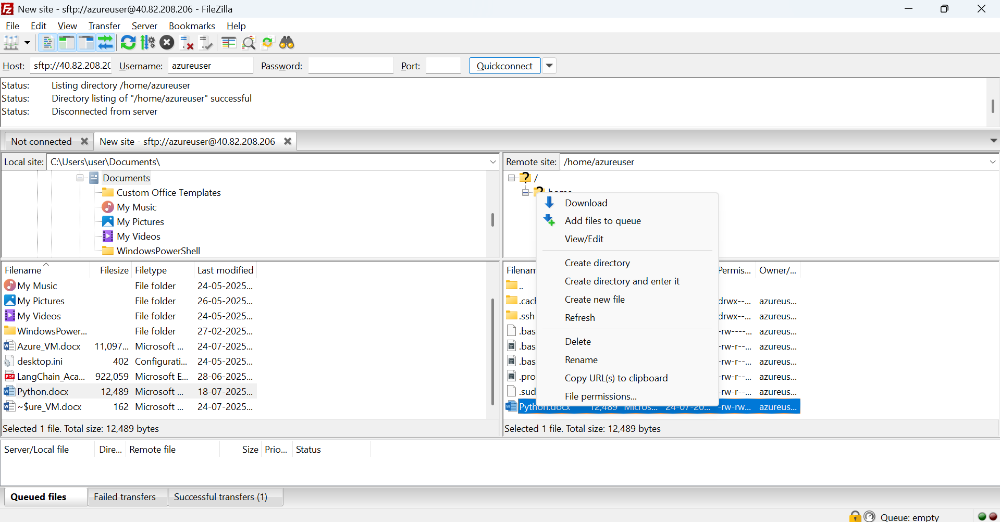 New site - sftp://azureuser@40.82.208.206 - FileZilla
File Edit View Transfer Server Bookmarks Help
Host: sftp://40.82.208.20 Username: azureuser Password: Port: Quickconnect
Status: Listing directory /home/azureuser
Status: Directory listing of "/home/azureuser" successful
Status: Disconnected from server
Not connected New site - sftp://azureuser@40.82.208.206
Local site: C:\Users\user\Documents\
Documents
Custom Office Templates
My Music
My Pictures
My Videos
WindowsPowerShell
Filename Filesize Filetype Last modified
My Music File folder 24-05-2025...
My Pictures File folder 26-05-2025...
My Videos File folder 24-05-2025...
WindowsPower... File folder 27-02-2025...
Azure_VM.docx 11,097... Microsoft ... 24-07-2025...
desktop.ini 402 Configurati... 24-05-2025...
PDF LangChain_Aca... 922,059 Microsoft E... 28-06-2025...
Python.docx 12,489 Microsoft ... 18-07-2025...
~$ure_VM.docx 162 Microsoft ... 24-07-2025...
Selected 1 file. Total size: 12,489 bytes
Remote site: /home/azureuser
? /
? home
Download
Add files to queue
View/Edit
Create directory
Create directory and enter it
Create new file
Refresh
Delete
Rename
Copy URL(s) to clipboard
File permissions...
Filenam Permis... Owner/...
..
.cach drwx--... azureus...
.ssh drwx--... azureus...
.bas -rw----... azureus...
.bas -rw-r--... azureus...
.bas -rw-r--... azureus...
.pro -rw-r--... azureus...
.sud -rw-r--... azureus...
Python.docx 12,489 Micros... 24-07-20... -rw-rw... azureus...
Selected 1 file. Total size: 12,489 bytes
Server/Local file Dire... Remote file Size Prio... Status
Queued files Failed transfers Successful transfers (1)
Queue: empty